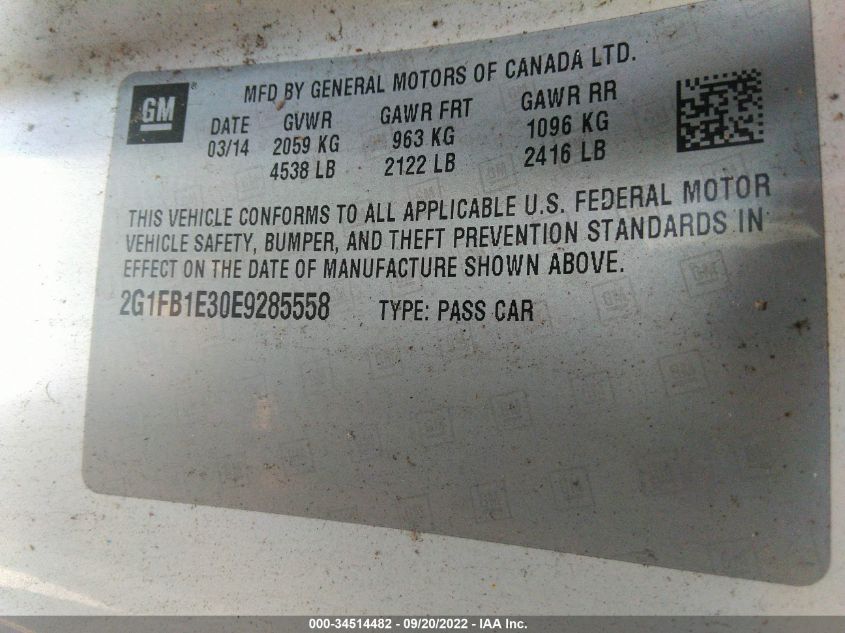 GM
MFD BY GENERAL MOTORS OF CANADA LTD.
DATE GVWR GAWR FRT GAWR RR
03/14 2059 KG 963 KG 1096 KG
4538 LB 2122 LB 2416 LB
THIS VEHICLE CONFORMS TO ALL APPLICABLE U.S. FEDERAL MOTOR
VEHICLE SAFETY, BUMPER, AND THEFT PREVENTION STANDARDS IN
EFFECT ON THE DATE OF MANUFACTURE SHOWN ABOVE.
2G1FB1E30E9285558 TYPE: PASS CAR
000-34514482 - 09/20/2022 - IAA Inc.